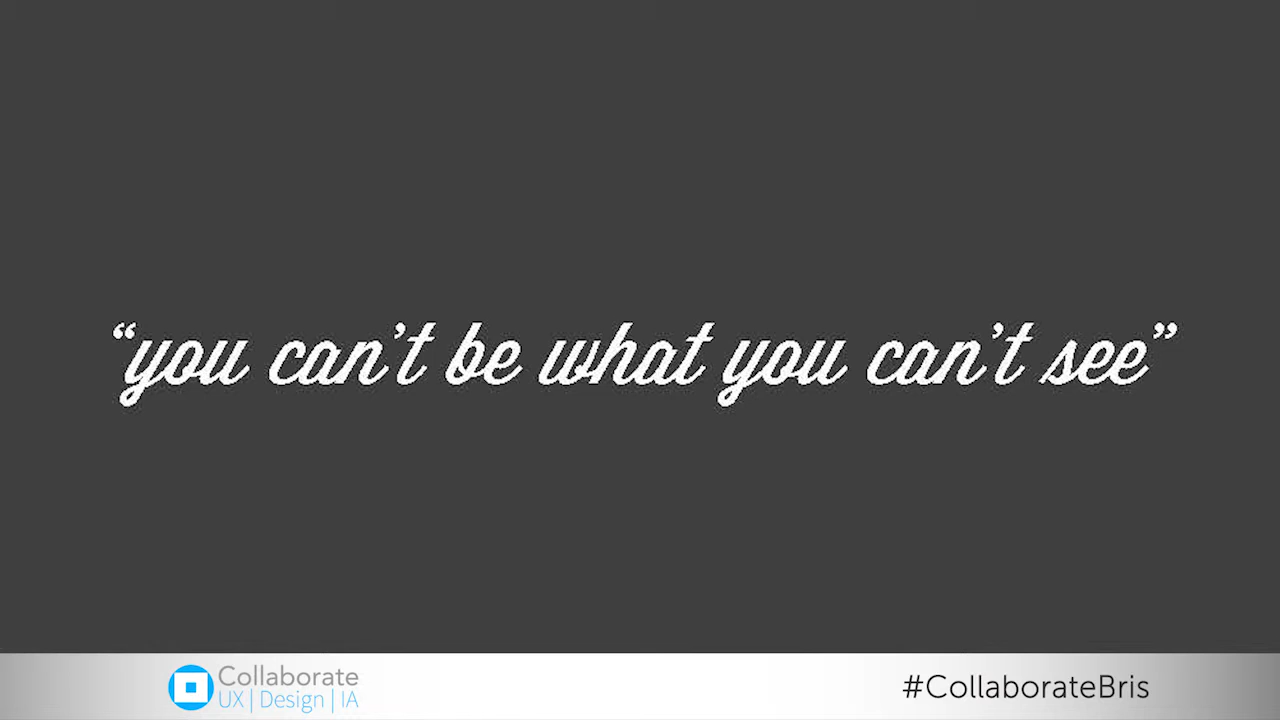 “you can’t be what you can’t see”
Collaborate
UX | Design | IA
#CollaborateBris